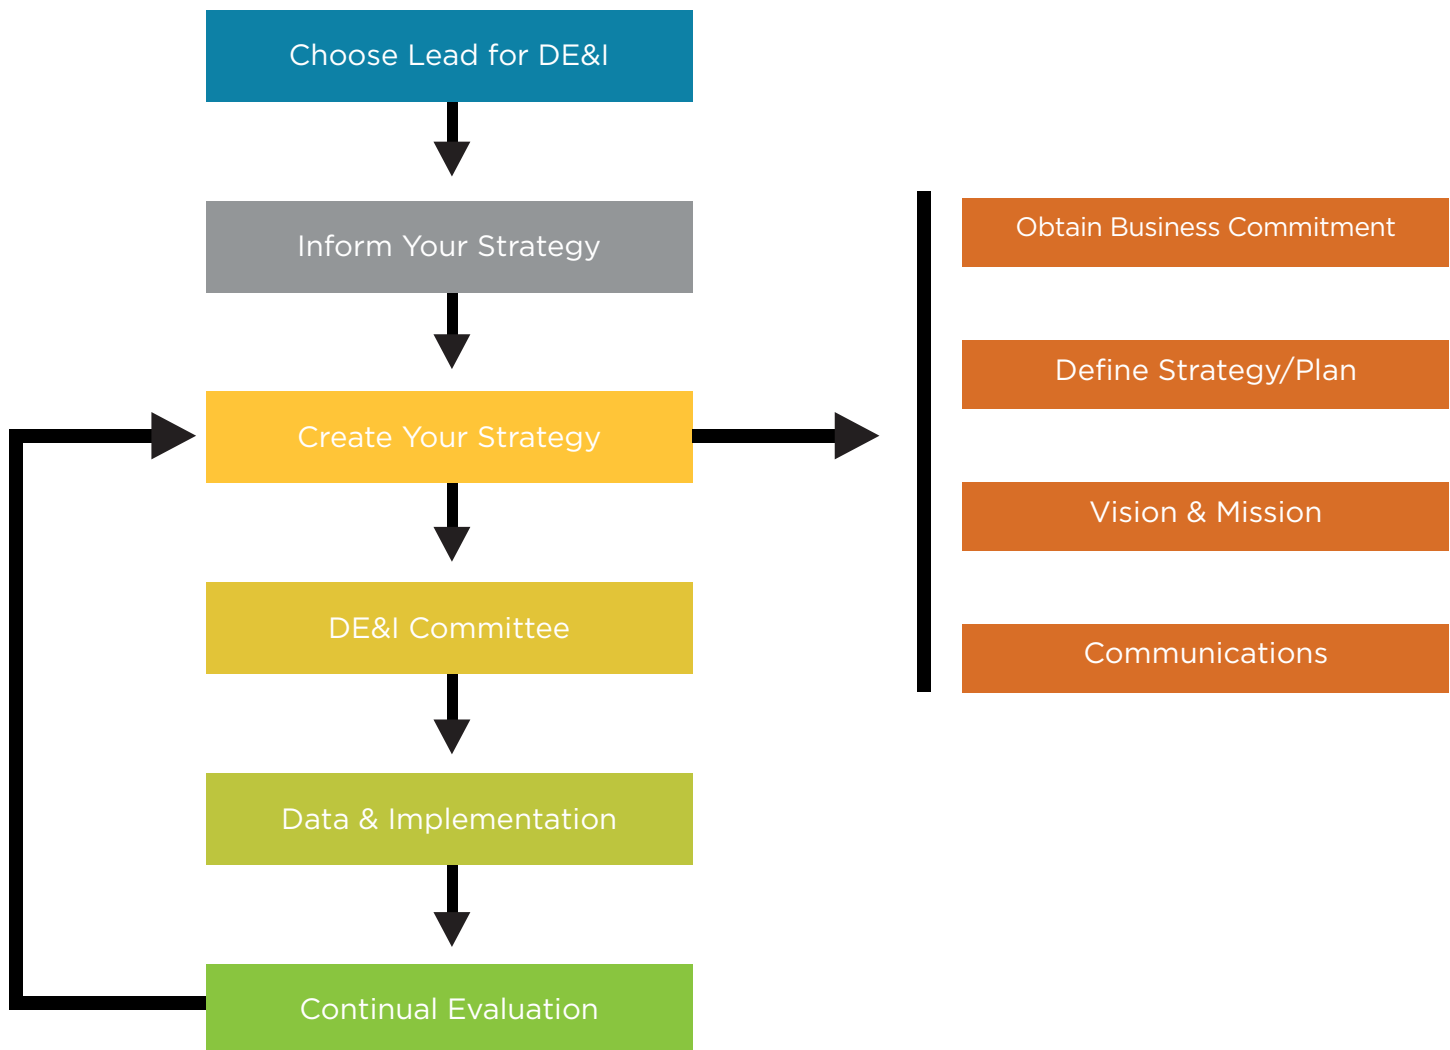 Choose Lead for DE&I
Inform Your Strategy
Create Your Strategy
DE&I Committee
Data & Implementation
Continual Evaluation
Obtain Business Commitment
Define Strategy/Plan
Vision & Mission
Communications